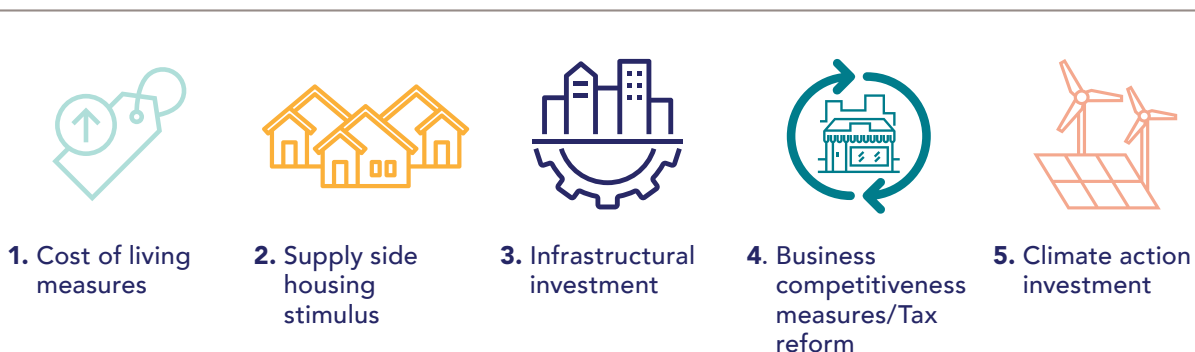 1. Cost of living
measures
2. Supply side
housing
stimulus
3. Infrastructural
investment
4. Business
competitiveness
measures/Tax
reform
5. Climate action
investment